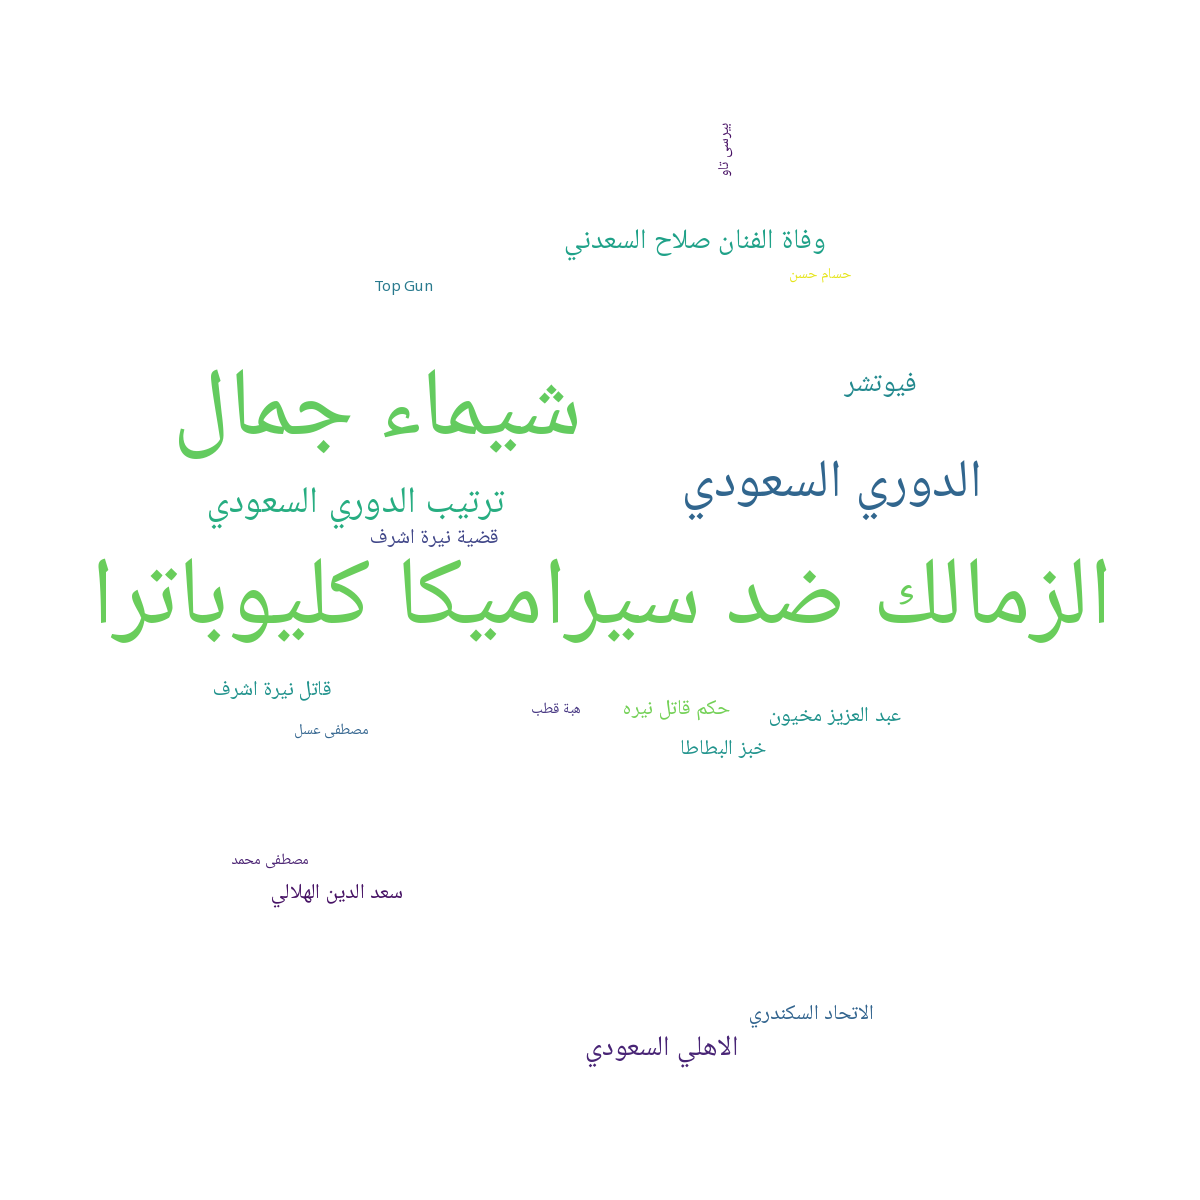 بيرسى تاو
وفاة الفنان صلاح السعدني
حسام حسن
Top Gun
فيوتشر
شيماء جمال
الدوري السعودي
ترتيب الدوري السعودي
قضية نيرة اشرف
الزمالك ضد سيراميكا كليوباترا
قاتل نيرة اشرف
حكم قاتل نيره
هبة قطب
عبد العزيز مخيون
مصطفى عسل
خبز البطاطا
مصطفى محمد
سعد الدين الهلالي
الاتحاد السكندري
الاهلي السعودي